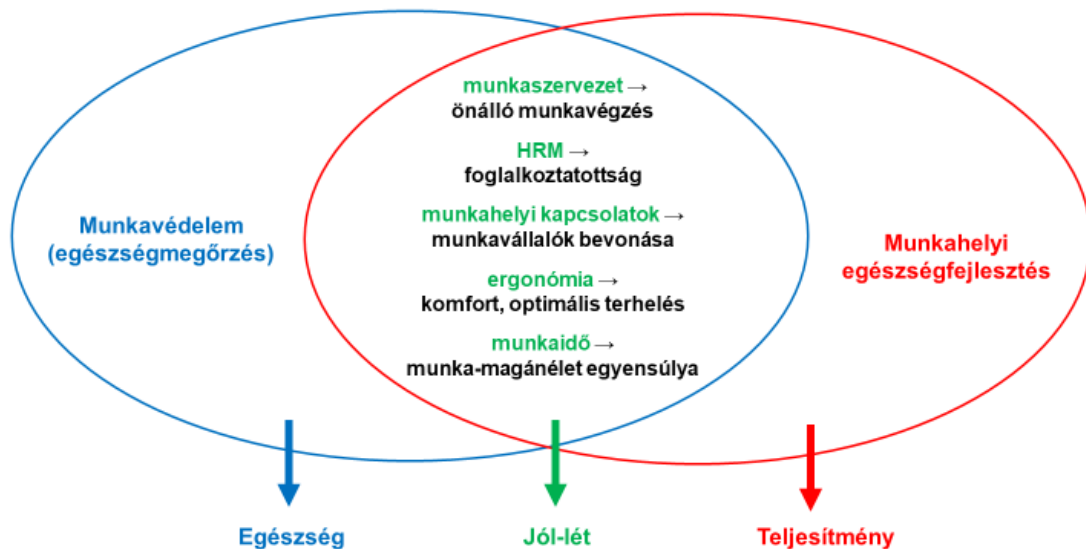 munkaszervezet →
önálló munkavégzés
HRM →
foglalkoztatottság
munkahelyi kapcsolatok →
munkavállalók bevonása
ergonómia →
komfort, optimális terhelés
munkaidő →
munka-magánélet egyensúlya
Munkavédelem
(egészségmegőrzés)
Munkahelyi
egészségfejlesztés
Egészség
Jól-lét
Teljesítmény